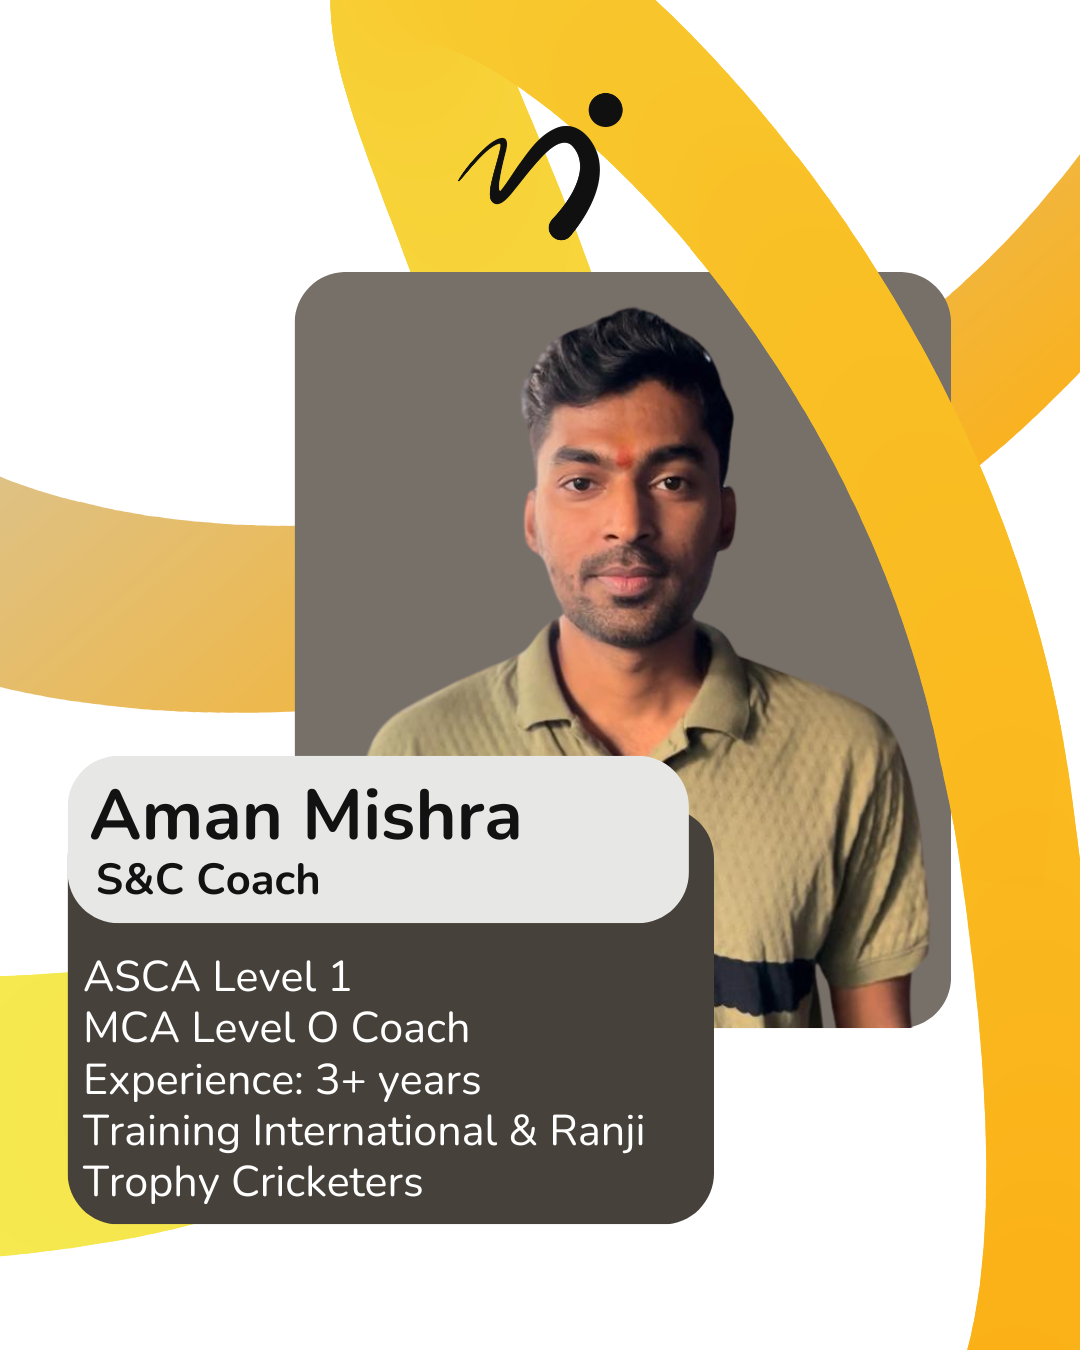 Aman Mishra
S&C Coach
ASCA Level 1
MCA Level O Coach
Experience: 3+ years
Training International & Ranji
Trophy Cricketers